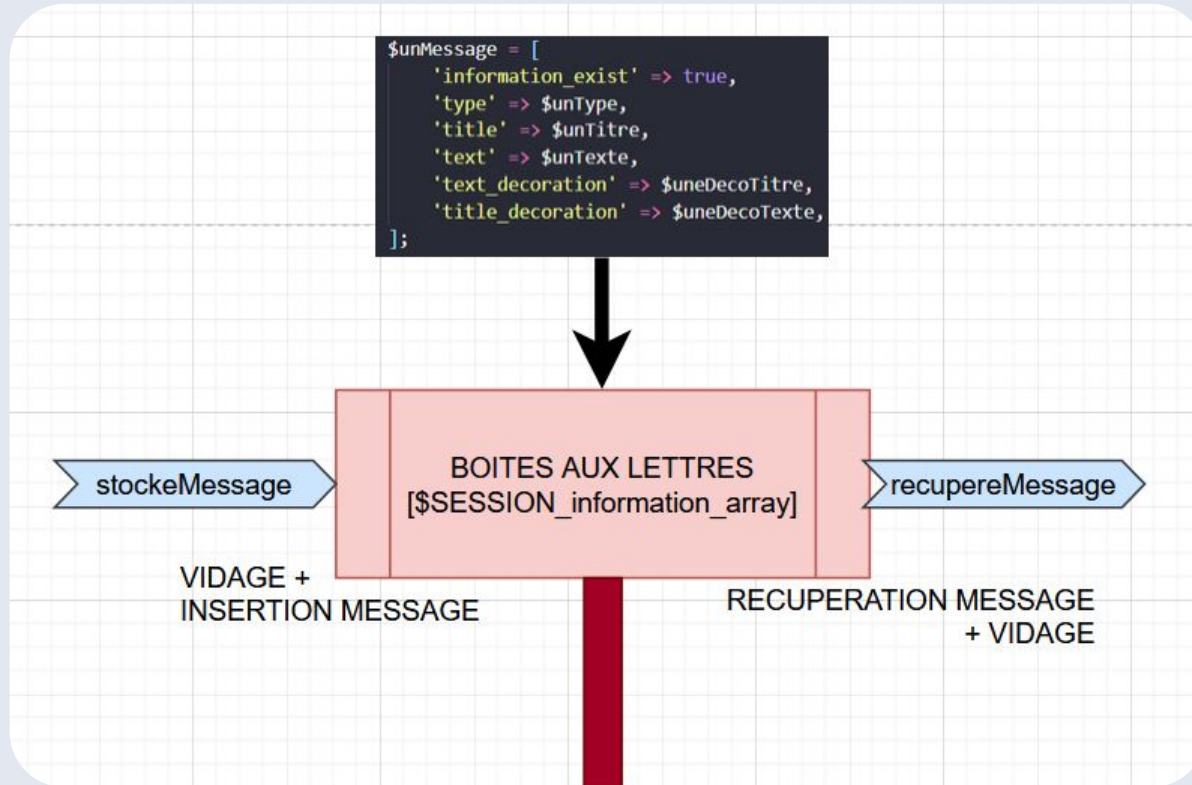 $unMessage = [
'information_exist' => true,
'type' => $unType,
'title' => $unTitre,
'text' => $unTexte,
'text_decoration' => $uneDecoTitre,
'title_decoration' => $uneDecoTexte,
];
BOITES AUX LETTRES
[$SESSION_information_array]
stockeMessage
recupereMessage
VIDAGE +
INSERTION MESSAGE
RECUPERATION MESSAGE
+ VIDAGE